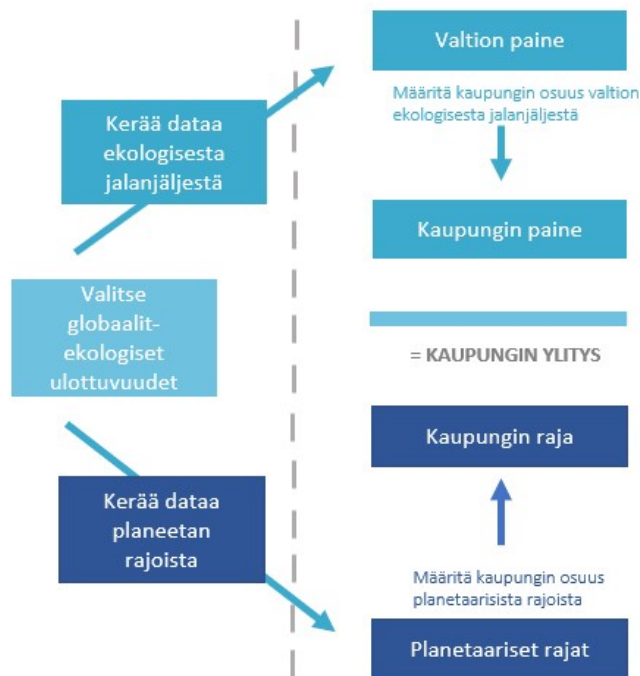 Kerää dataa
ekologisesta
jalanjäljestä
Valitse
globaalit-
ekologiset
ulottuvuudet
Kerää dataa
planeetan
rajoista
Valtion paine
Määritä kaupungin osuus valtion
ekologisesta jalanjäljestä
Kaupungin paine
= KAUPUNGIN YLITYS
Kaupungin raja
Määritä kaupungin osuus
planetaarisista rajoista
Planetaariset rajat